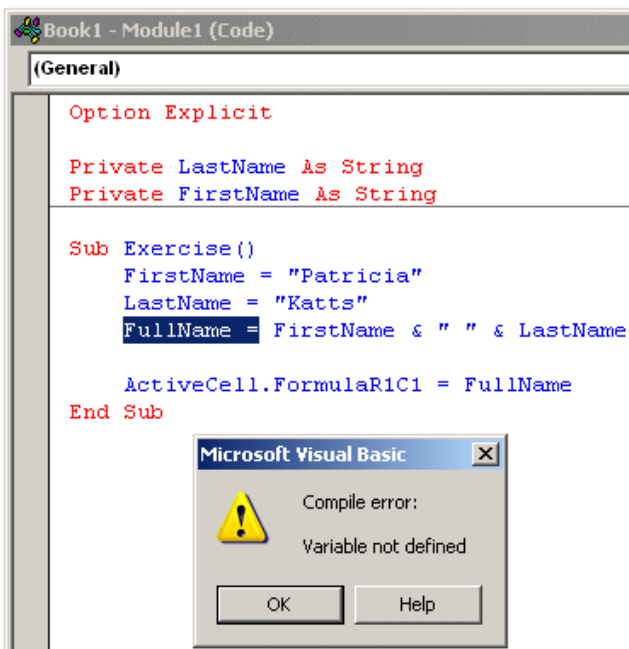 Book1 - Module1 (Code)
(General)
Option Explicit
Private LastName As String
Private FirstName As String
Sub Exercise()
FirstName = "Patricia"
LastName = "Katts"
FullName = FirstName & " " & LastName
ActiveCell.FormulaR1C1 = FullName
End Sub
Microsoft Visual Basic
Compile error:
Variable not defined
OK Help